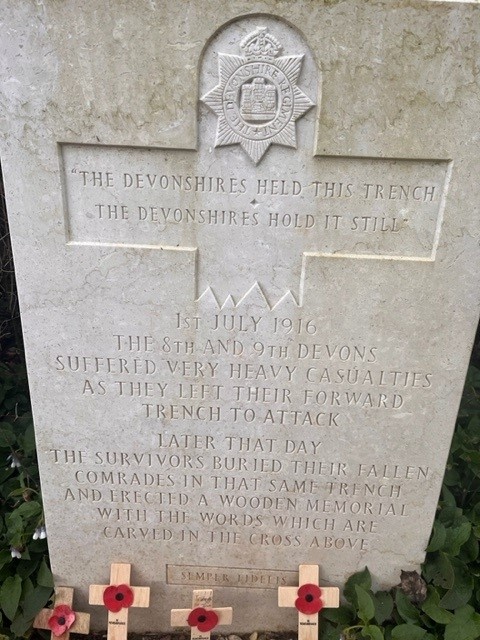 THE DEVONSHIRE REGIMENT
"THE DEVONSHIRES HELD THIS TRENCH
THE DEVONSHIRES HOLD IT STILL"
1ST JULY 1916
THE 8TH AND 9TH DEVONS
SUFFERED VERY HEAVY CASUALTIES
AS THEY LEFT THEIR FORWARD
TRENCH TO ATTACK
LATER THAT DAY
THE SURVIVORS BURIED THEIR FALLEN
COMRADES IN THAT SAME TRENCH
AND ERECTED A WOODEN MEMORIAL
WITH THE WORDS WHICH ARE
CARVED IN THE CROSS ABOVE
SEMPER FIDELIS